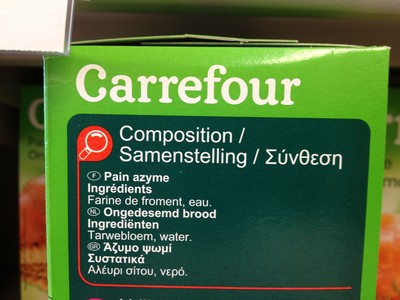 Carrefour
Composition /
Samenstelling / Σύνθεση
F Pain azyme
Ingrédients
Farine de froment, eau.
NL Ongedesemd brood
Ingrediënten
Tarwebloem, water.
GR Άζυμο ψωμί
Συστατικά
Αλέυρι σίτου, νερό.